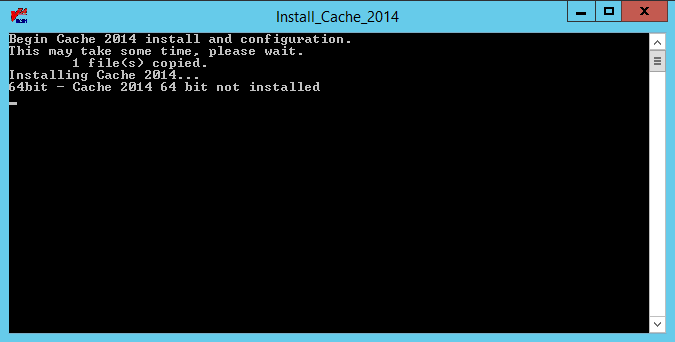 Install_Cache_2014
Begin Cache 2014 install and configuration.
This may take some time, please wait.
1 file(s) copied.
Installing Cache 2014...
64bit - Cache 2014 64 bit not installed